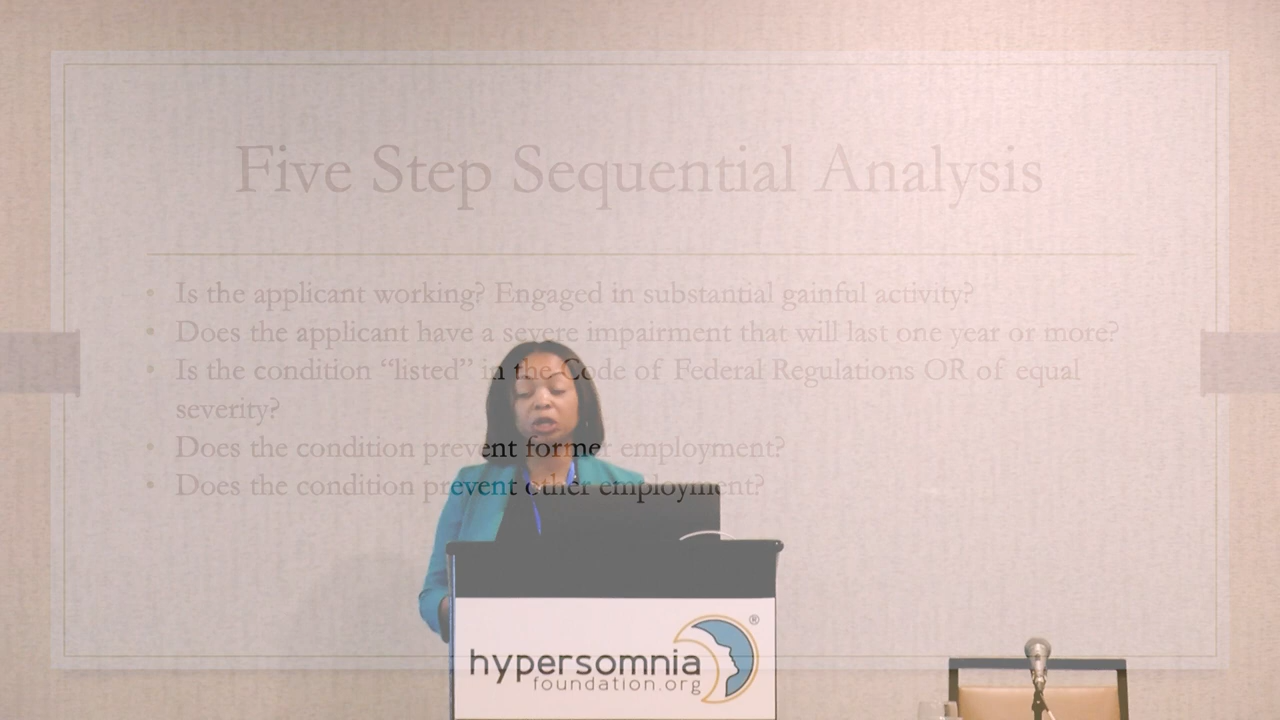 Five Step Sequential Analysis
• Is the applicant working? Engaged in substantial gainful activity?
• Does the applicant have a severe impairment that will last one year or more?
• Is the condition “listed” in the Code of Federal Regulations OR of equal
severity?
• Does the condition prevent former employment?
• Does the condition prevent other employment?
hypersomnia
foundation.org
®